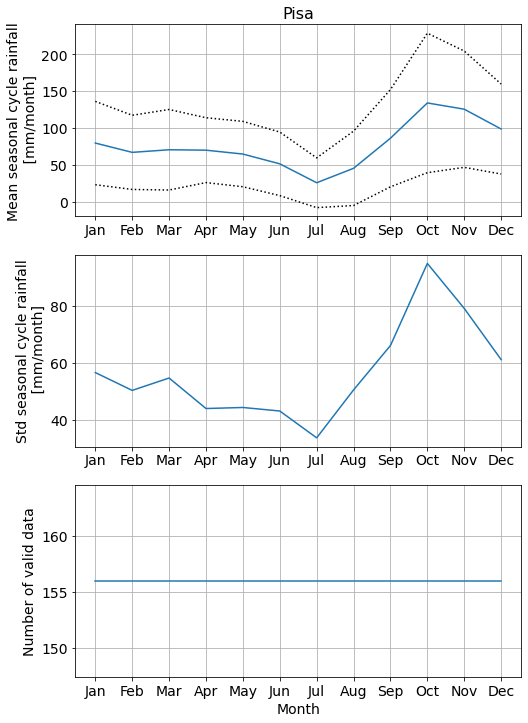 Pisa
Mean seasonal cycle rainfall
[mm/month]
200
150
100
50
0
Jan Feb Mar Apr May Jun Jul Aug Sep Oct Nov Dec
Std seasonal cycle rainfall
[mm/month]
80
60
40
Jan Feb Mar Apr May Jun Jul Aug Sep Oct Nov Dec
Number of valid data
160
155
150
Jan Feb Mar Apr May Jun Jul Aug Sep Oct Nov Dec
Month